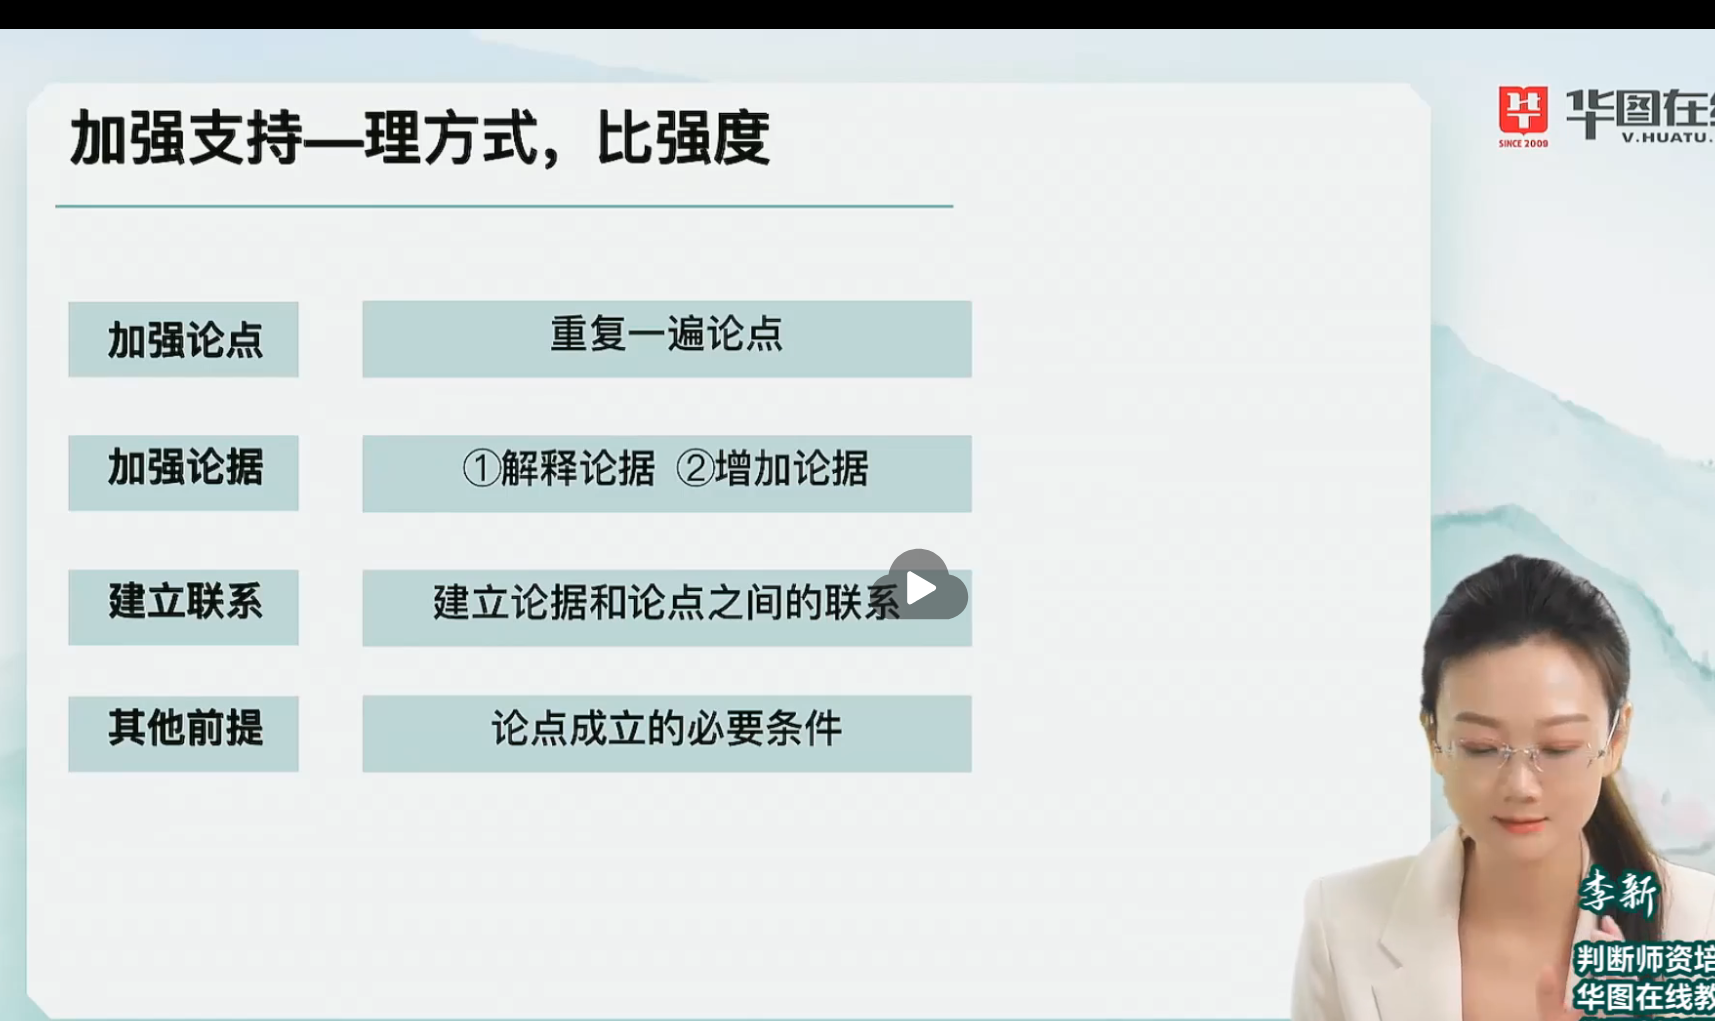 加强支持—理方式，比强度
华图在
SINCE 2009
V.HUATU.
加强论点
重复一遍论点
加强论据
①解释论据 ②增加论据
建立联系
建立论据和论点之间的联系
其他前提
论点成立的必要条件
李新
判断师资培
华图在线教